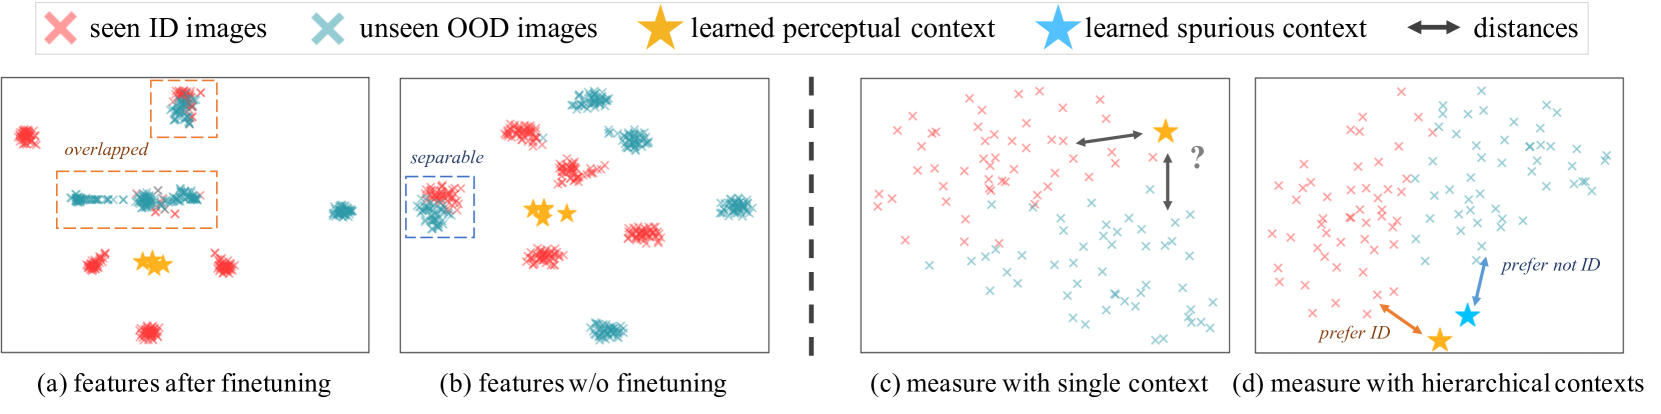 seen ID images unseen OOD images learned perceptual context learned spurious context distances
overlapped
separable
?
prefer not ID
prefer ID
(a) features after finetuning (b) features w/o finetuning (c) measure with single context (d) measure with hierarchical contexts